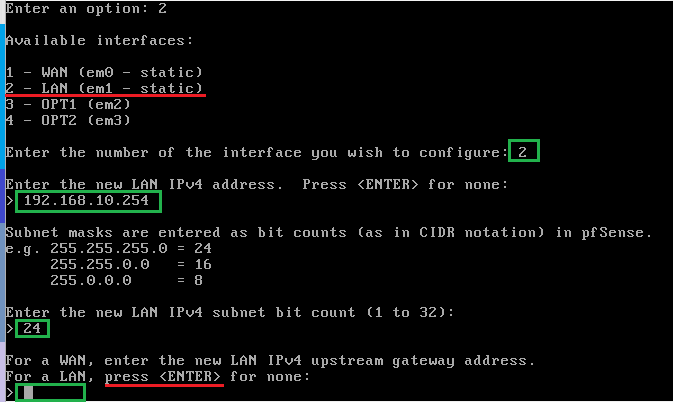 Enter an option: 2
Available interfaces:
1 - WAN (em0 - static)
2 - LAN (em1 - static)
3 - OPT1 (em2)
4 - OPT2 (em3)
Enter the number of the interface you wish to configure: 2
Enter the new LAN IPv4 address.  Press <ENTER> for none:
> 192.168.10.254
Subnet masks are entered as bit counts (as in CIDR notation) in pfSense.
e.g. 255.255.255.0 = 24
     255.255.0.0   = 16
     255.0.0.0     = 8
Enter the new LAN IPv4 subnet bit count (1 to 32):
> 24
For a WAN, enter the new LAN IPv4 upstream gateway address.
For a LAN, press <ENTER> for none:
>